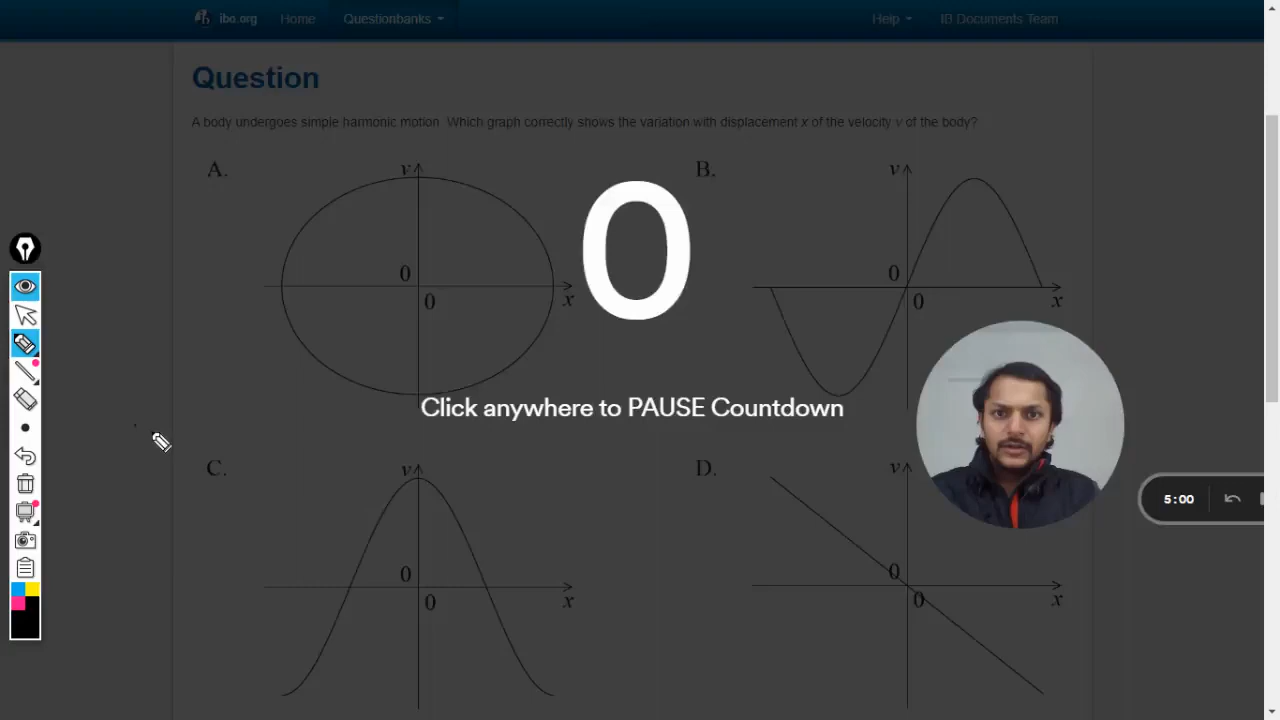 ibo.org Home Questionbanks Help IB Documents Team
Question
A body undergoes simple harmonic motion. Which graph correctly shows the variation with displacement x of the velocity v of the body?
A. v 0 0 x
B. v 0 0 x
0
Click anywhere to PAUSE Countdown
C. v 0 0 x
D. v 0 0 x
5:00